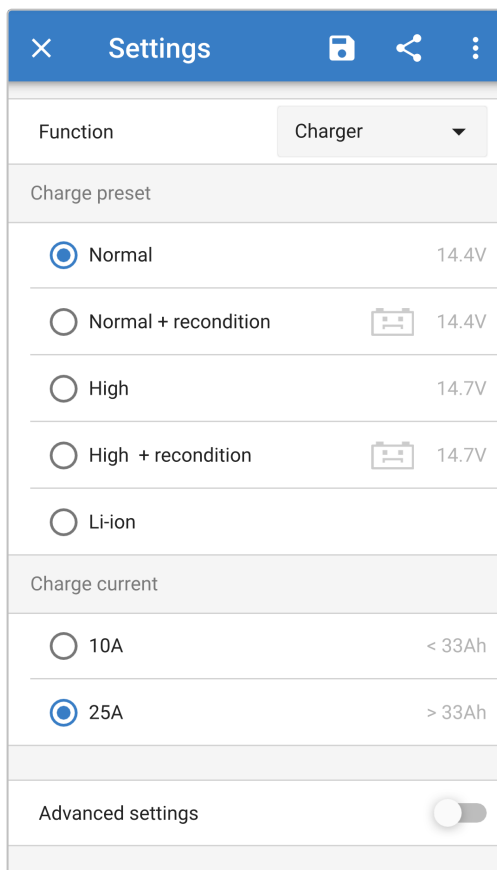 Settings
Function Charger
Charge preset
Normal 14.4V
Normal + recondition 14.4V
High 14.7V
High + recondition 14.7V
Li-ion
Charge current
10A < 33Ah
25A > 33Ah
Advanced settings